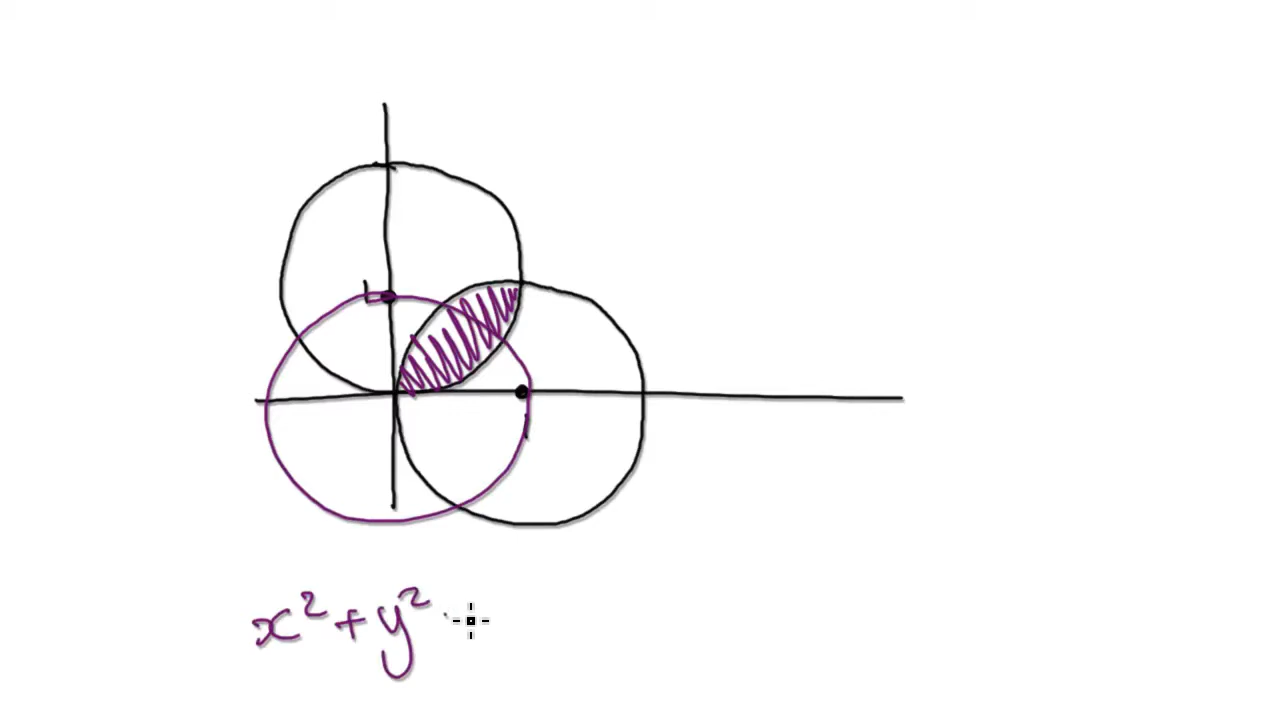 x² + y²